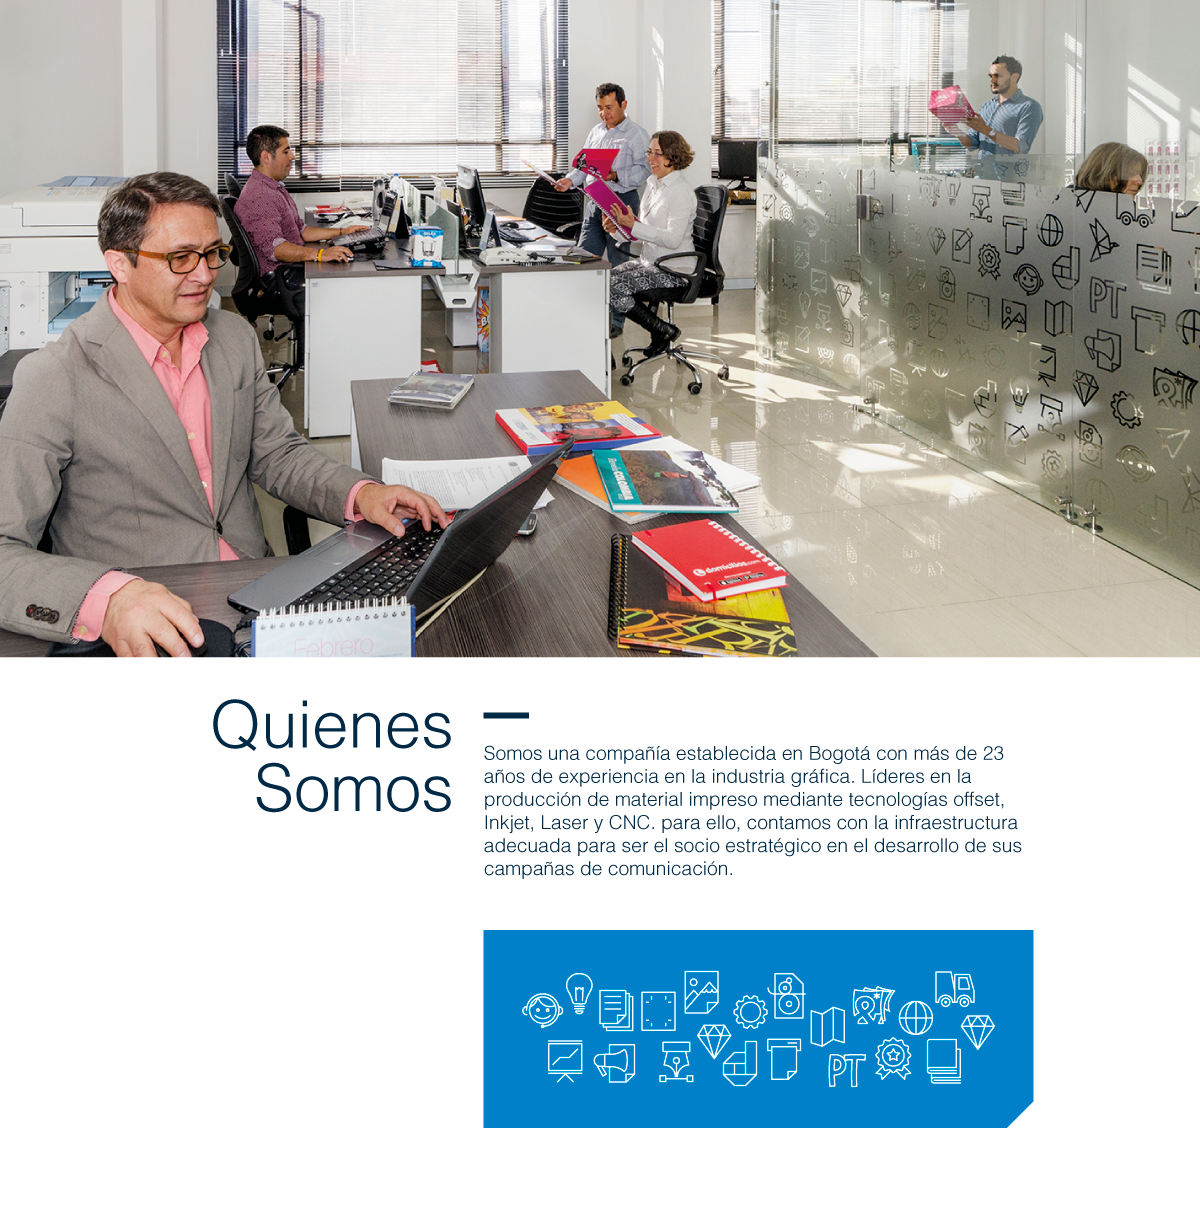 PT
domicilios.com
Febrero
Quienes
Somos
Somos una compañía establecida en Bogotá con más de 23
años de experiencia en la industria gráfica. Líderes en la
producción de material impreso mediante tecnologías offset,
Inkjet, Laser y CNC. para ello, contamos con la infraestructura
adecuada para ser el socio estratégico en el desarrollo de sus
campañas de comunicación.
PT